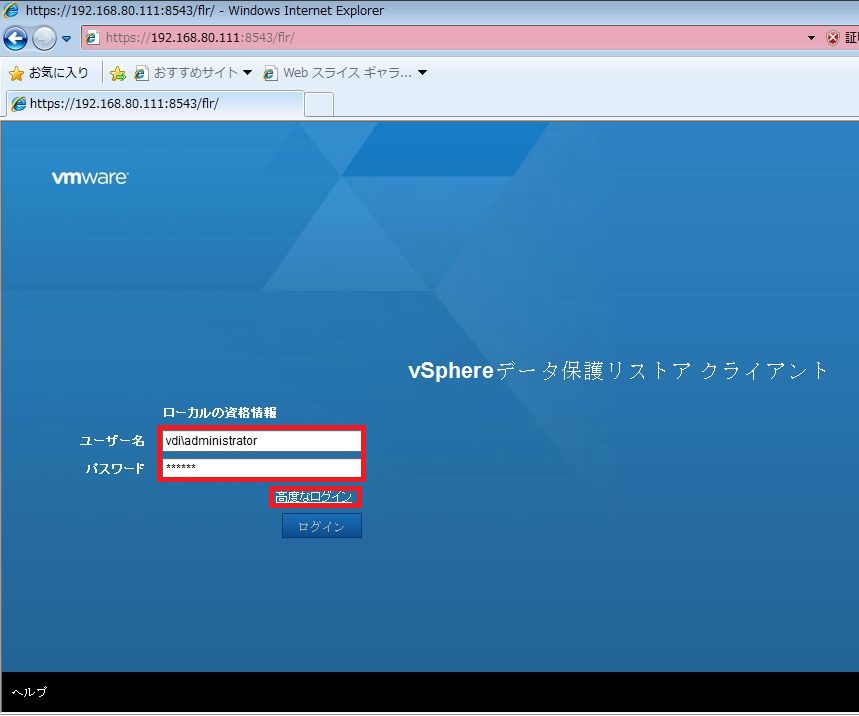 https://192.168.80.111:8543/flr/ - Windows Internet Explorer
https://192.168.80.111:8543/flr/
証
お気に入り おすすめサイト Web スライス ギャラ...
https://192.168.80.111:8543/flr/
vmware
vSphereデータ保護リストア クライアント
ローカルの資格情報
ユーザー名 vdi\administrator
パスワード ******
高度なログイン
ログイン
ヘルプ